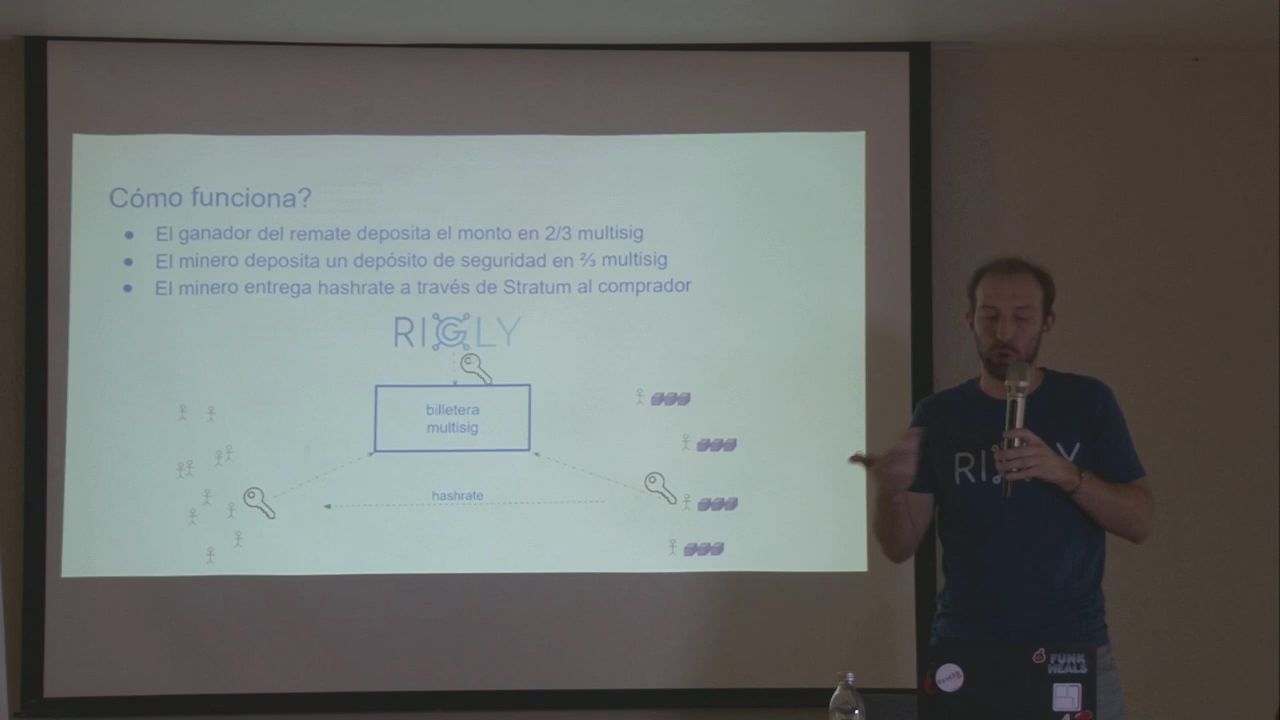 Cómo funciona?
● El ganador del remate deposita el monto en 2/3 multisig
● El minero deposita un depósito de seguridad en ⅔ multisig
● El minero entrega hashrate a través de Stratum al comprador
RIGLY
billetera
multisig
hashrate
FUNK
HEALS